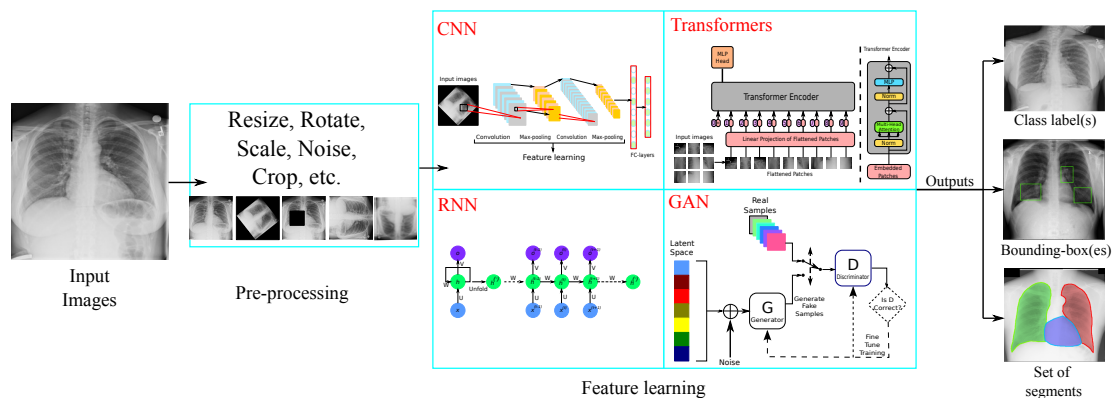 Input
Images
Resize, Rotate,
Scale, Noise,
Crop, etc.
Pre-processing
CNN
Input images
Convolution
Max-pooling
Convolution
Max-pooling
FC-layers
Feature learning
Transformers
MLP
Head
Transformer Encoder
Linear Projection of Flattened Patches
Input images
Flattened Patches
Transformer Encoder
MLP
Norm
Multi-Head
Attention
Norm
Embedded
Patches
RNN
V
W
Unfold
U
W
V
W
V
W
V
W
U
U
U
GAN
Real
Samples
Latent
Space
G
Generator
Noise
Generate
Fake
Samples
D
Discriminator
Is D
Correct?
Fine
Tune
Training
Feature learning
Outputs
Class label(s)
Bounding-box(es)
Set of
segments